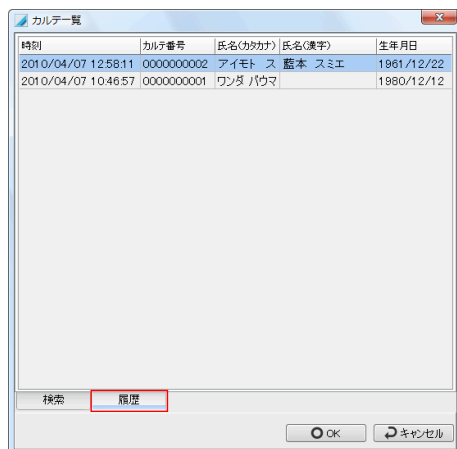 カルテ一覧
時刻 カルテ番号 氏名(カタカナ) 氏名(漢字) 生年月日
2010/04/07 12:58:11 0000000002 アイモト ス 藍本 スミエ 1961/12/22
2010/04/07 10:46:57 0000000001 ワンダ パウマ 1980/12/12
検索 履歴
OK キャンセル